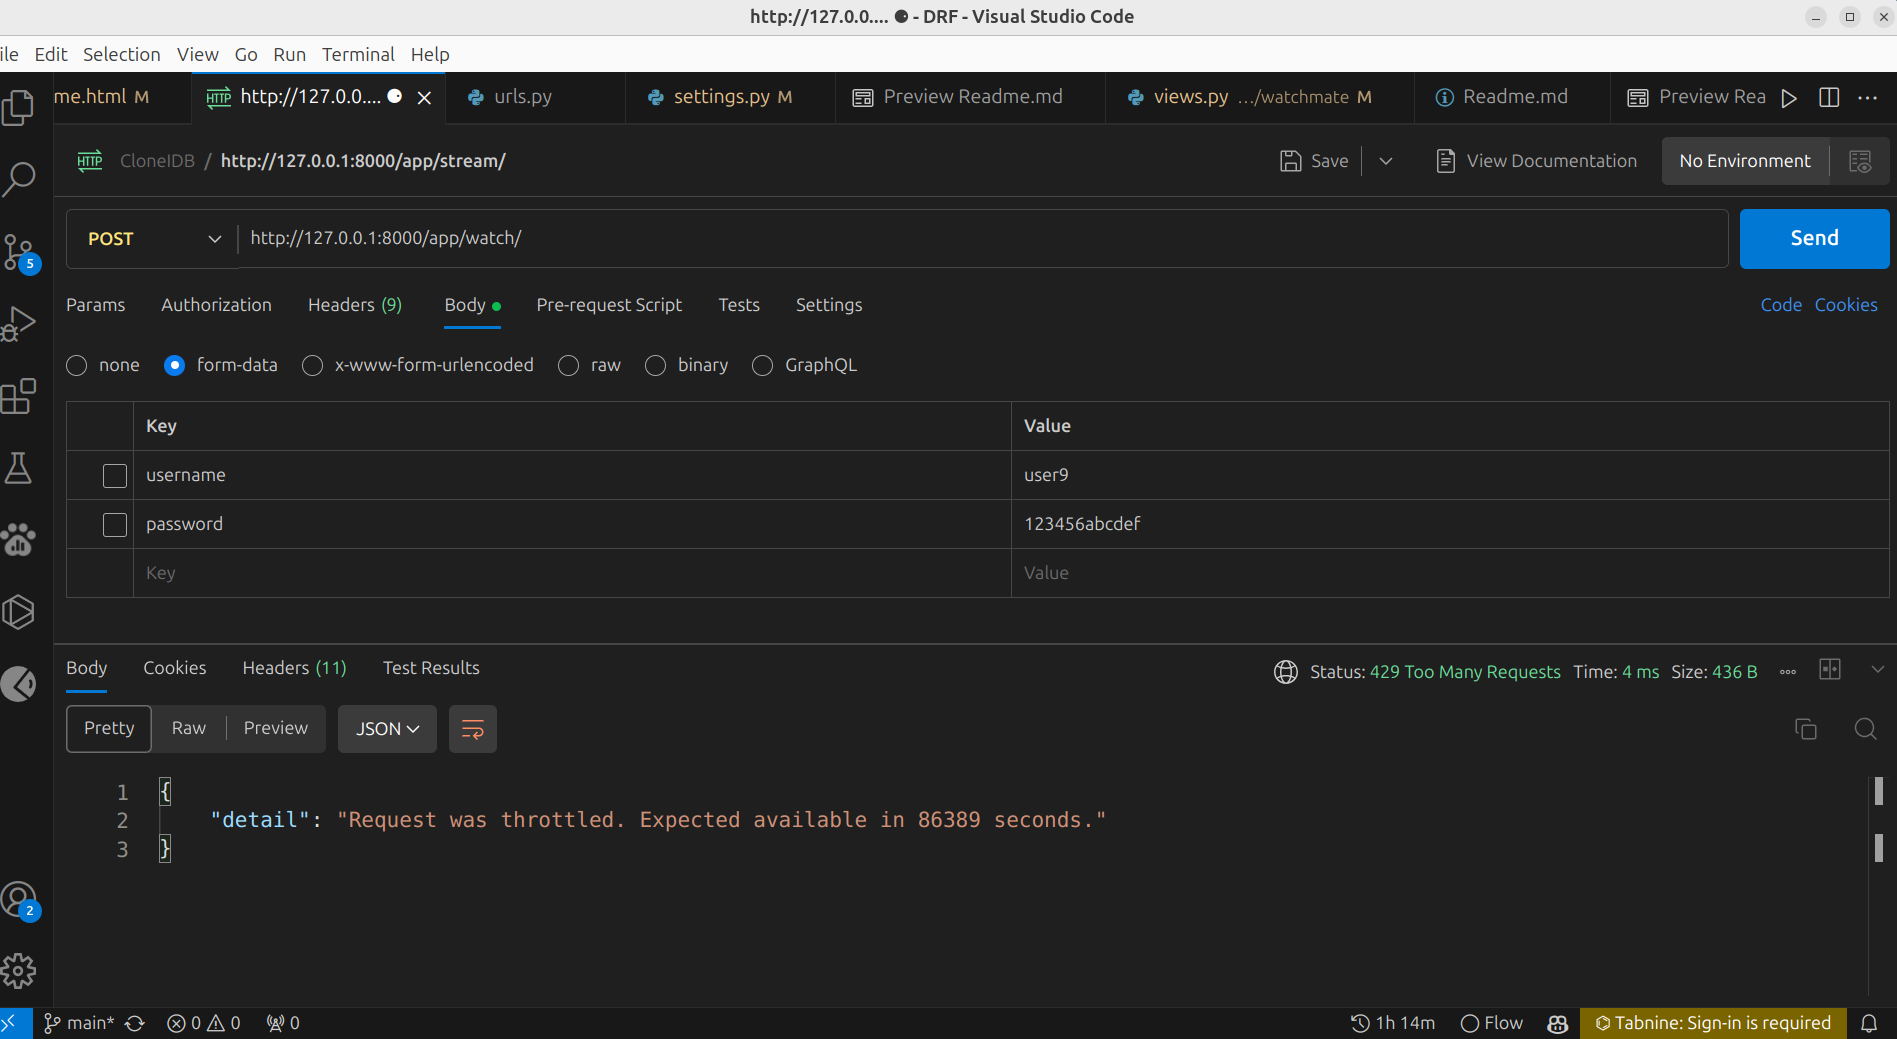 http://127.0.0.... ● - DRF - Visual Studio Code
ile Edit Selection View Go Run Terminal Help
me.html M http://127.0.0.... ● urls.py settings.py M Preview Readme.md views.py .../watchmate M Readme.md Preview Rea ...
HTTP CloneIDB / http://127.0.0.1:8000/app/stream/ Save View Documentation No Environment
POST http://127.0.0.1:8000/app/watch/ Send
5
Params Authorization Headers (9) Body Pre-request Script Tests Settings Code Cookies
none form-data x-www-form-urlencoded raw binary GraphQL
Key Value
username user9
password 123456abcdef
Key Value
Body Cookies Headers (11) Test Results Status: 429 Too Many Requests Time: 4 ms Size: 436 B
Pretty Raw Preview JSON
1 {
2 "detail": "Request was throttled. Expected available in 86389 seconds."
3 }
2
main* 0 0 0 1h 14m Flow Tabnine: Sign-in is required